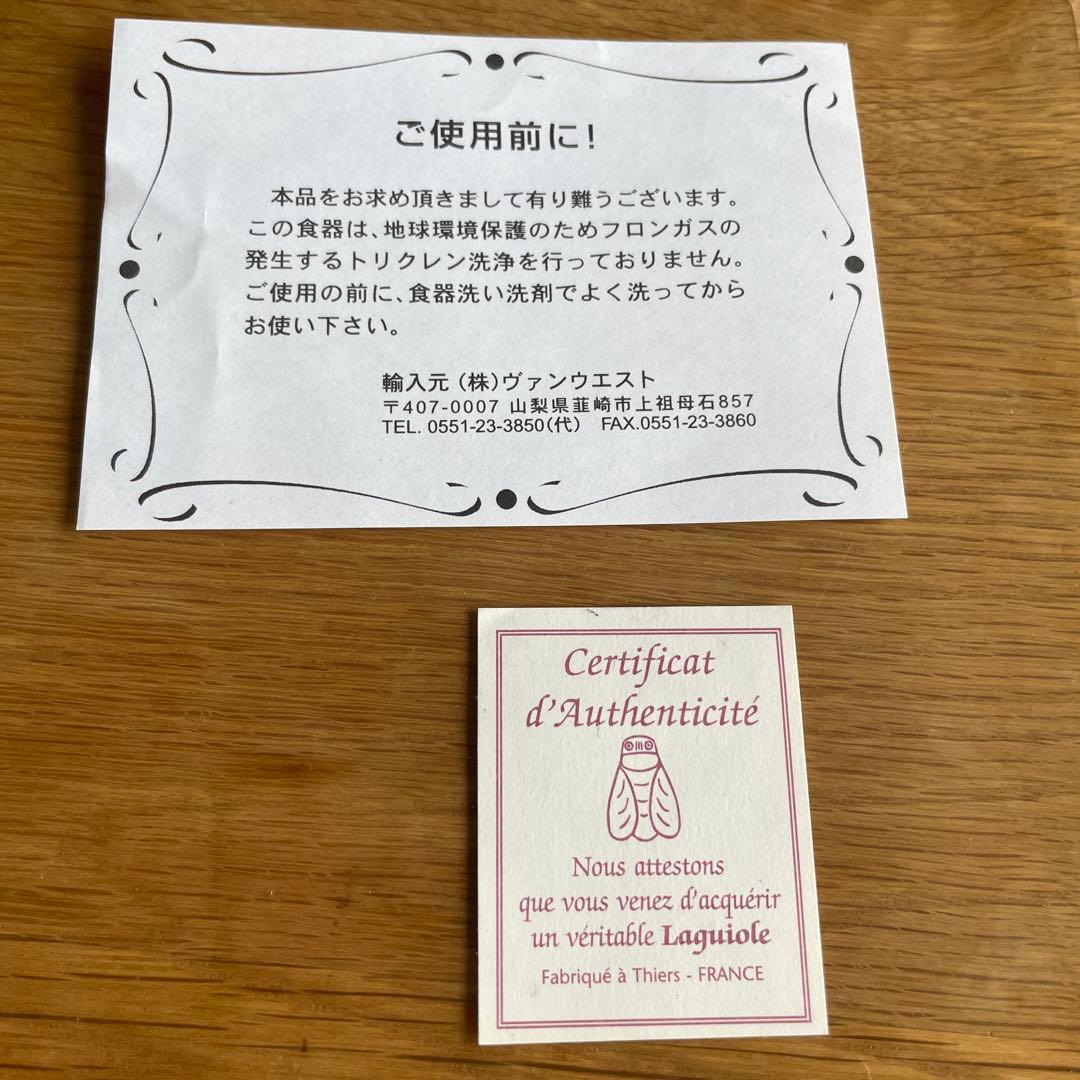 ご使用前に!
本品をお求め頂きまして有り難うございます。
この食器は、地球環境保護のためフロンガスの
発生するトリクレン洗浄を行っておりません。
ご使用の前に、食器洗い洗剤でよく洗ってから
お使い下さい。
輸入元 (株)ヴァンウエスト
〒407-0007 山梨県韮崎市上祖母石857
TEL. 0551-23-3850(代) FAX.0551-23-3860
Certificat
d'Authenticité
Nous attestons
que vous venez d'acquérir
un véritable Laguiole
Fabriqué à Thiers - FRANCE